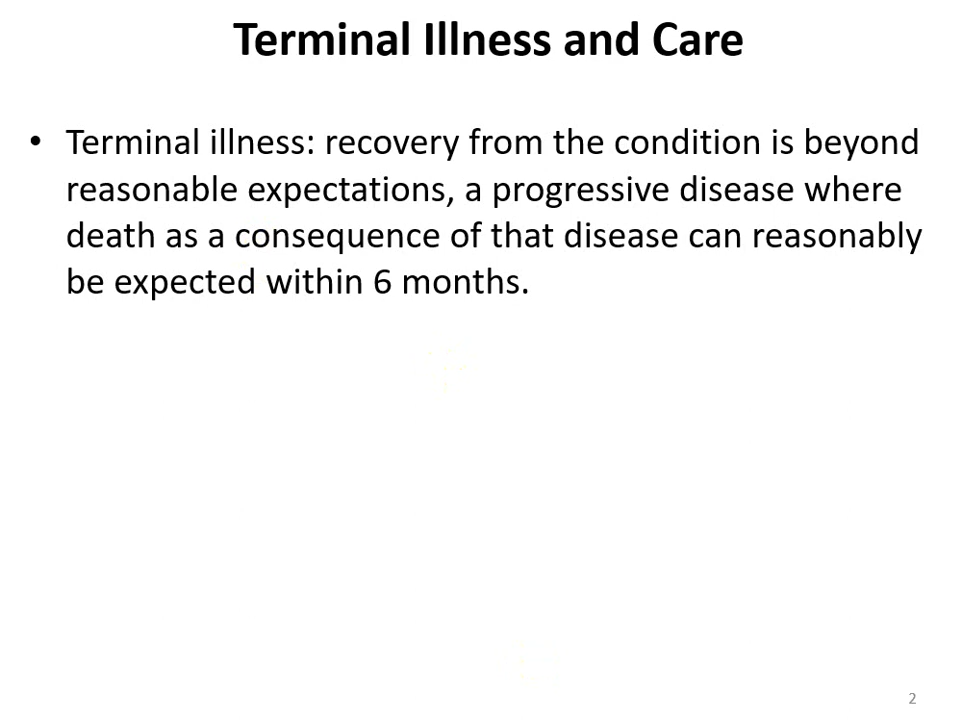 Terminal Illness and Care
• Terminal illness: recovery from the condition is beyond
reasonable expectations, a progressive disease where
death as a consequence of that disease can reasonably
be expected within 6 months.
2